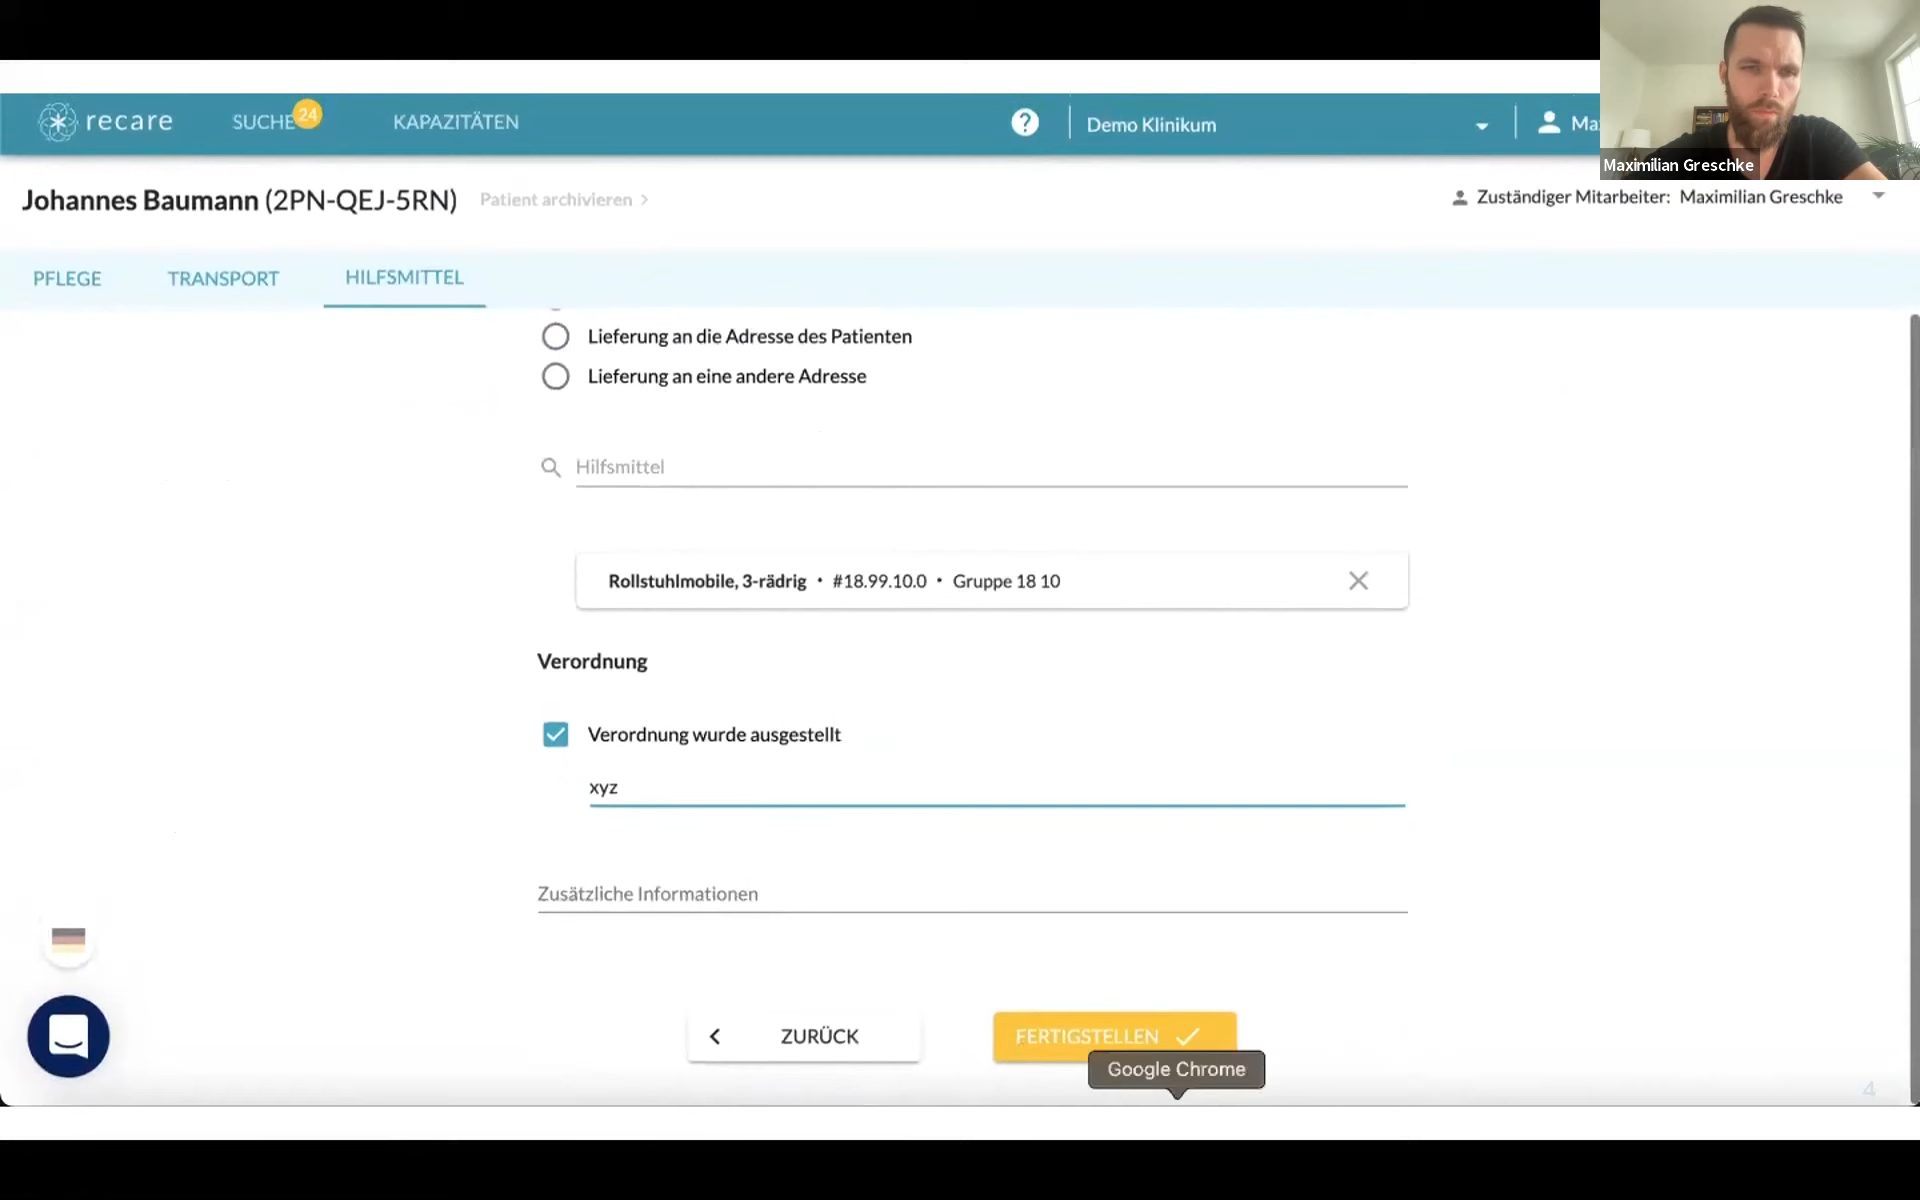 recare SUCHE 24 KAPAZITÄTEN ? Demo Klinikum Ma
Maximilian Greschke
Johannes Baumann (2PN-QEJ-5RN) Patient archivieren
Zuständiger Mitarbeiter: Maximilian Greschke
PFLEGE TRANSPORT HILFSMITTEL
Lieferung an die Adresse des Patienten
Lieferung an eine andere Adresse
Hilfsmittel
Rollstuhlmobile, 3-rädrig • #18.99.10.0 • Gruppe 18 10
Verordnung
Verordnung wurde ausgestellt
xyz
Zusätzliche Informationen
ZURÜCK FERTIGSTELLEN
Google Chrome
4